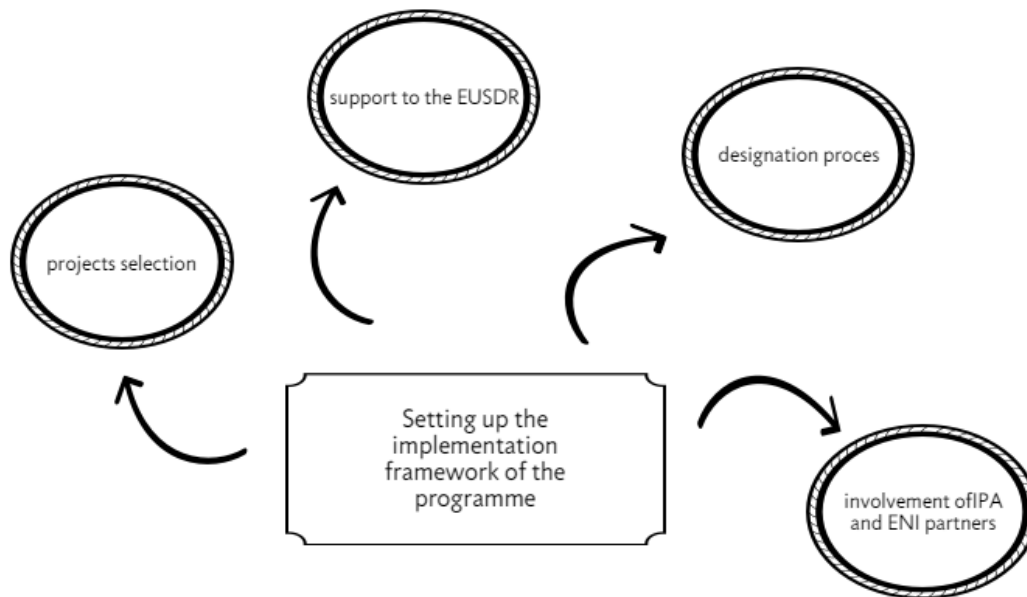 support to the EUSDR
designation proces
projects selection
Setting up the
implementation
framework of the
programme
involvement ofIPA
and ENI partners